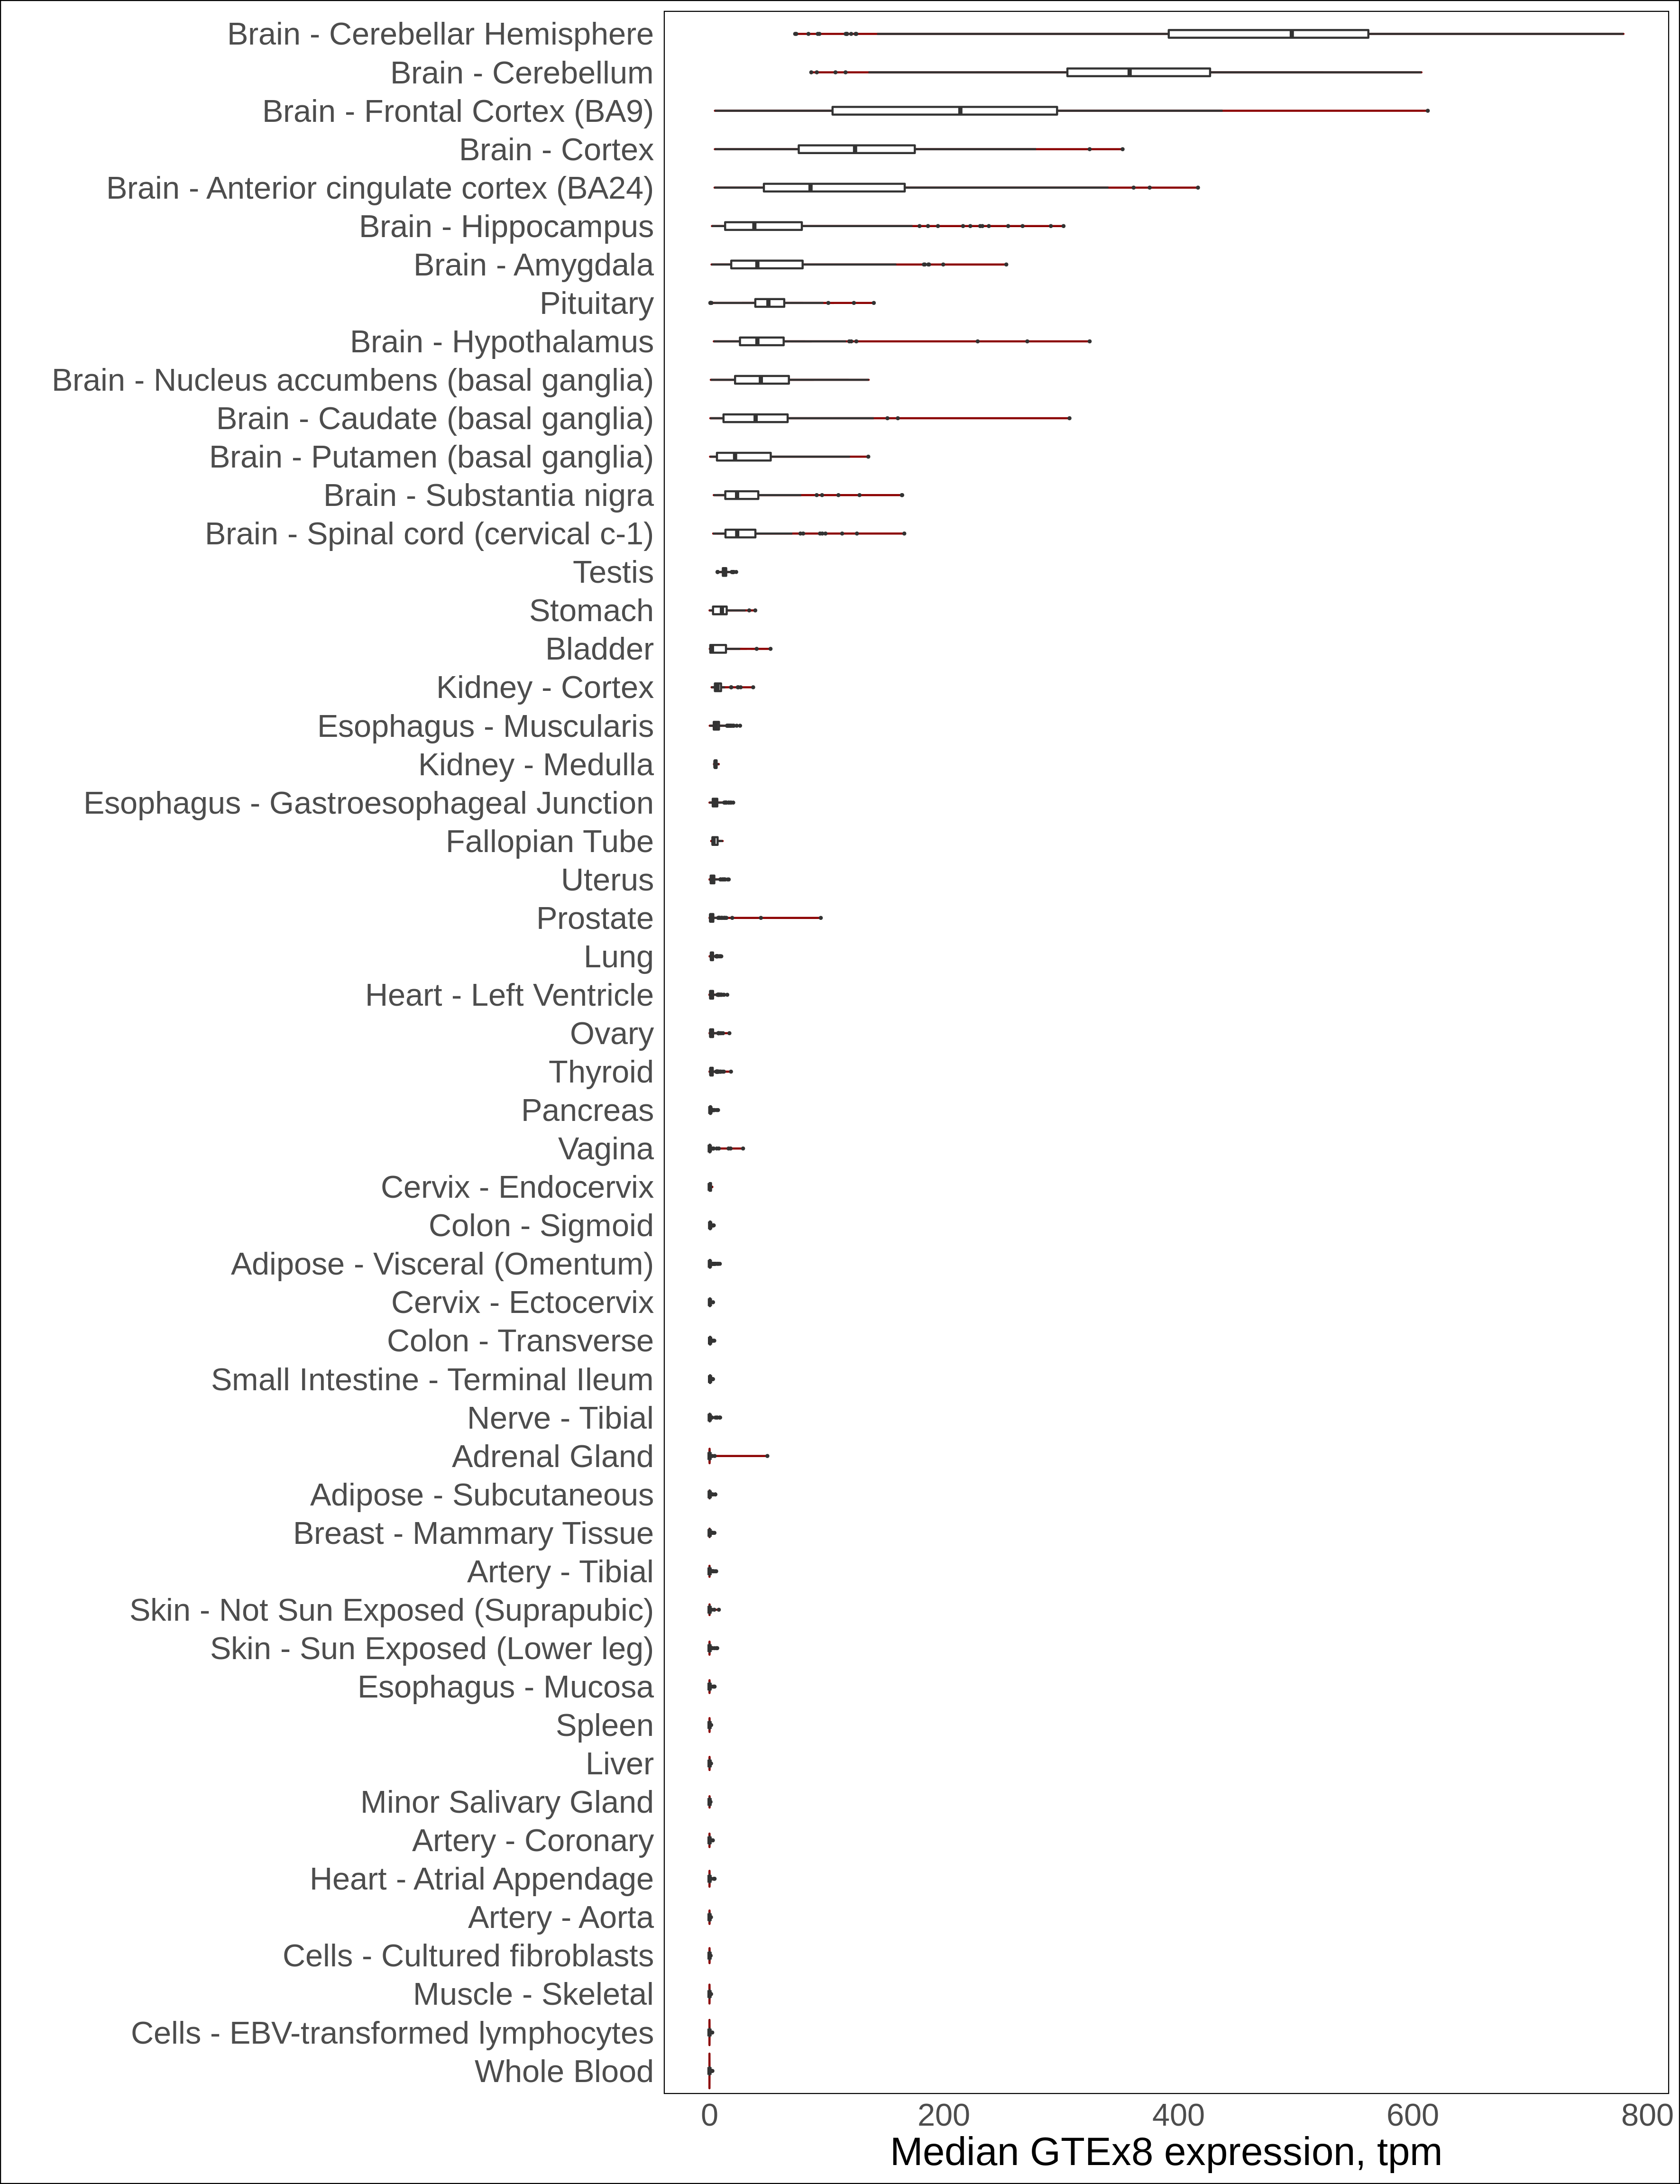 Brain - Cerebellar Hemisphere
Brain - Cerebellum
Brain - Frontal Cortex (BA9)
Brain - Cortex
Brain - Anterior cingulate cortex (BA24)
Brain - Hippocampus
Brain - Amygdala
Pituitary
Brain - Hypothalamus
Brain - Nucleus accumbens (basal ganglia)
Brain - Caudate (basal ganglia)
Brain - Putamen (basal ganglia)
Brain - Substantia nigra
Brain - Spinal cord (cervical c-1)
Testis
Stomach
Bladder
Kidney - Cortex
Esophagus - Muscularis
Kidney - Medulla
Esophagus - Gastroesophageal Junction
Fallopian Tube
Uterus
Prostate
Lung
Heart - Left Ventricle
Ovary
Thyroid
Pancreas
Vagina
Cervix - Endocervix
Colon - Sigmoid
Adipose - Visceral (Omentum)
Cervix - Ectocervix
Colon - Transverse
Small Intestine - Terminal Ileum
Nerve - Tibial
Adrenal Gland
Adipose - Subcutaneous
Breast - Mammary Tissue
Artery - Tibial
Skin - Not Sun Exposed (Suprapubic)
Skin - Sun Exposed (Lower leg)
Esophagus - Mucosa
Spleen
Liver
Minor Salivary Gland
Artery - Coronary
Heart - Atrial Appendage
Artery - Aorta
Cells - Cultured fibroblasts
Muscle - Skeletal
Cells - EBV-transformed lymphocytes
Whole Blood
0 200 400 600 800
Median GTEx8 expression, tpm